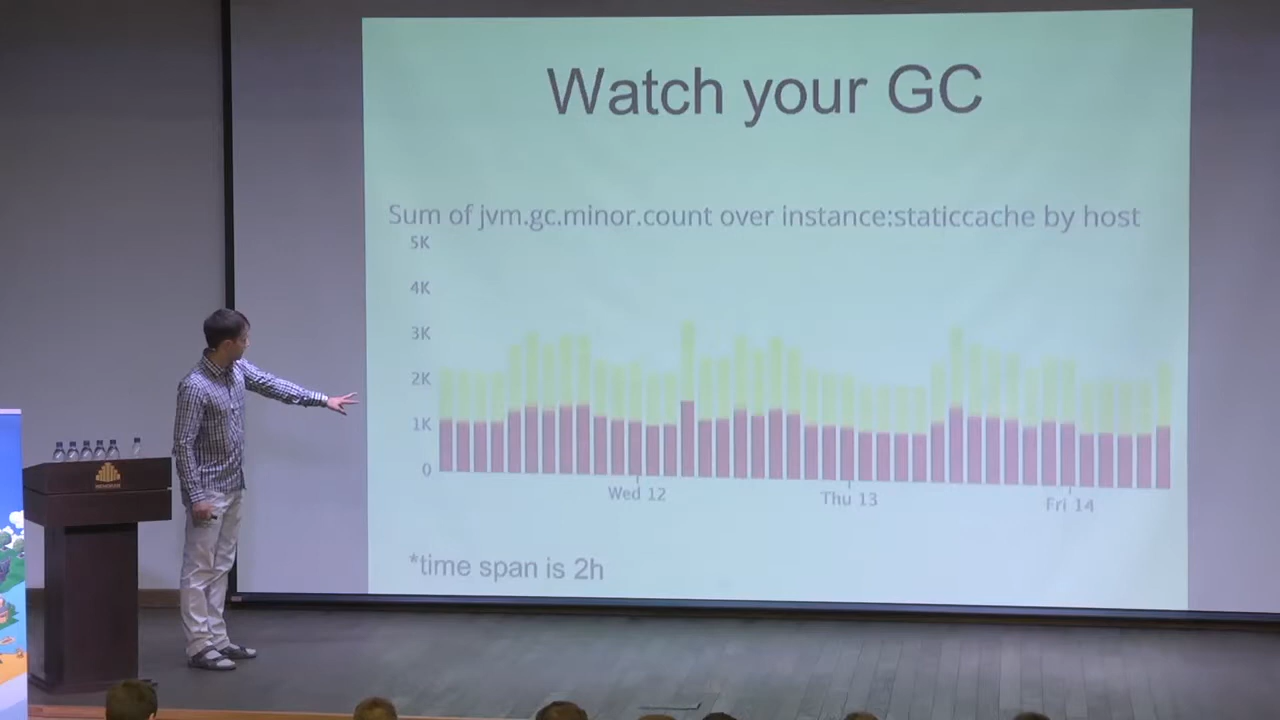 Watch your GC
Sum of jvm.gc.minor.count over instance:staticcache by host
5K
4K
3K
2K
1K
0
Wed 12
Thu 13
Fri 14
*time span is 2h